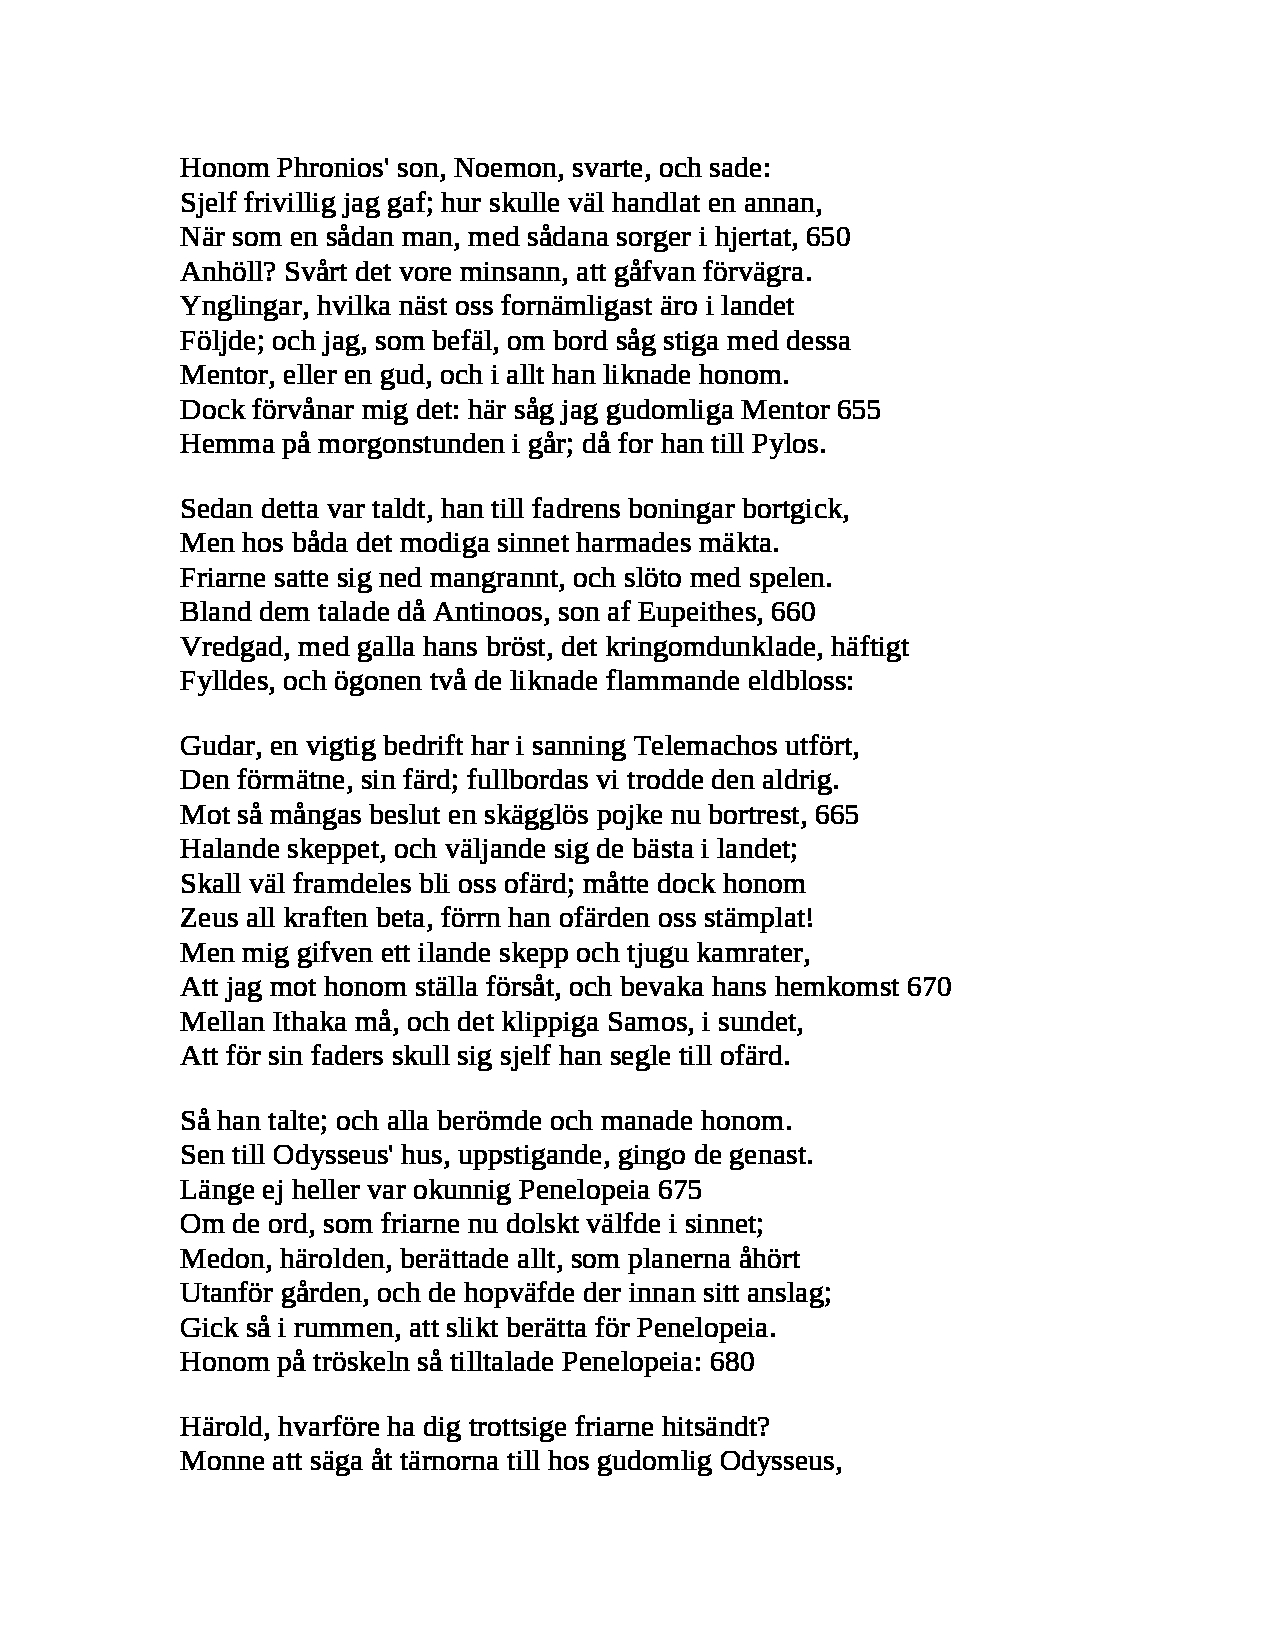 Honom Phronios' son, Noemon, svarte, och sade:
Sjelf frivillig jag gaf; hur skulle väl handlat en annan,
När som en sådan man, med sådana sorger i hjertat, 650
Anhöll? Svårt det vore minsann, att gåfvan förvägra.
Ynglingar, hvilka näst oss fornämligast äro i landet
Följde; och jag, som befäl, om bord såg stiga med dessa
Mentor, eller en gud, och i allt han liknade honom.
Dock förvånar mig det: här såg jag gudomliga Mentor 655
Hemma på morgonstunden i går; då for han till Pylos.

Sedan detta var taldt, han till fadrens boningar bortgick,
Men hos båda det modiga sinnet harmades mäkta.
Friarne satte sig ned mangrannt, och slöto med spelen.
Bland dem talade då Antinoos, son af Eupeithes, 660
Vredgad, med galla hans bröst, det kringomdunklade, häftigt
Fylldes, och ögonen två de liknade flammande eldbloss:

Gudar, en vigtig bedrift har i sanning Telemachos utfört,
Den förmätne, sin färd; fullbordas vi trodde den aldrig.
Mot så mångas beslut en skägglös pojke nu bortrest, 665
Halande skeppet, och väljande sig de bästa i landet;
Skall väl framdeles bli oss ofärd; måtte dock honom
Zeus all kraften beta, förrn han ofärden oss stämplat!
Men mig gifven ett ilande skepp och tjugu kamrater,
Att jag mot honom ställa försåt, och bevaka hans hemkomst 670
Mellan Ithaka må, och det klippiga Samos, i sundet,
Att för sin faders skull sig sjelf han segle till ofärd.

Så han talte; och alla berömde och manade honom.
Sen till Odysseus' hus, uppstigande, gingo de genast.
Länge ej heller var okunnig Penelopeia 675
Om de ord, som friarne nu dolskt välfde i sinnet;
Medon, härolden, berättade allt, som planerna åhört
Utanför gården, och de hopväfde der innan sitt anslag;
Gick så i rummen, att slikt berätta för Penelopeia.
Honom på tröskeln så tilltalade Penelopeia: 680

Härold, hvarföre ha dig trottsige friarne hitsändt?
Monne att säga åt tärnorna till hos gudomlig Odysseus,